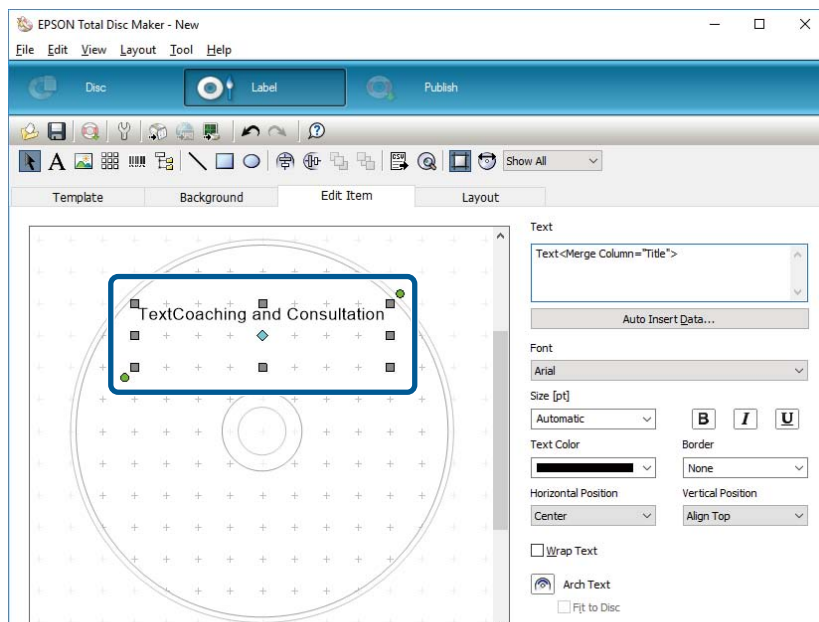 EPSON Total Disc Maker - New
File Edit View Layout Tool Help
Disc Label Publish
Show All
Template Background Edit Item Layout
Text
Text<Merge Column="Title">
TextCoaching and Consultation
Auto Insert Data...
Font
Arial
Size [pt]
Automatic B I U
Text Color Border
None
Horizontal Position Vertical Position
Center Align Top
Wrap Text
Arch Text
Fit to Disc